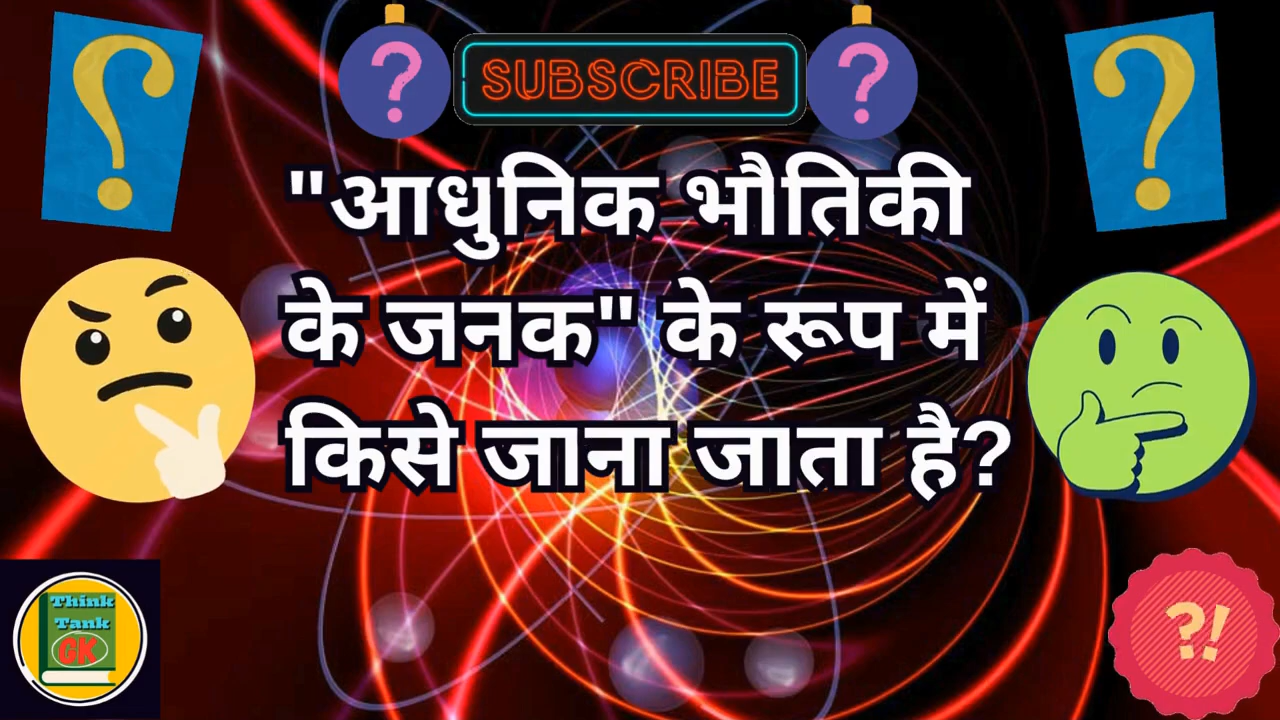 SUBSCRIBE
"आधुनिक भौतिकी
के जनक" के रूप में
किसे जाना जाता है?
Think
Tank
GK
?!